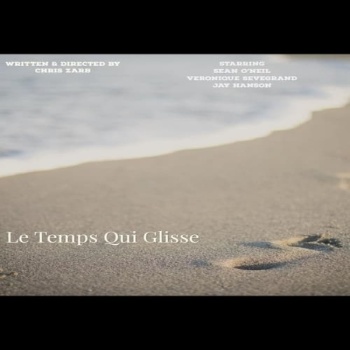 WRITTEN & DIRECTED BY
CHRIS ZARB
STARRING
SEAN O'NEIL
VERONIQUE SEVEGRAND
JAY HANSON
Le Temps Qui Glisse